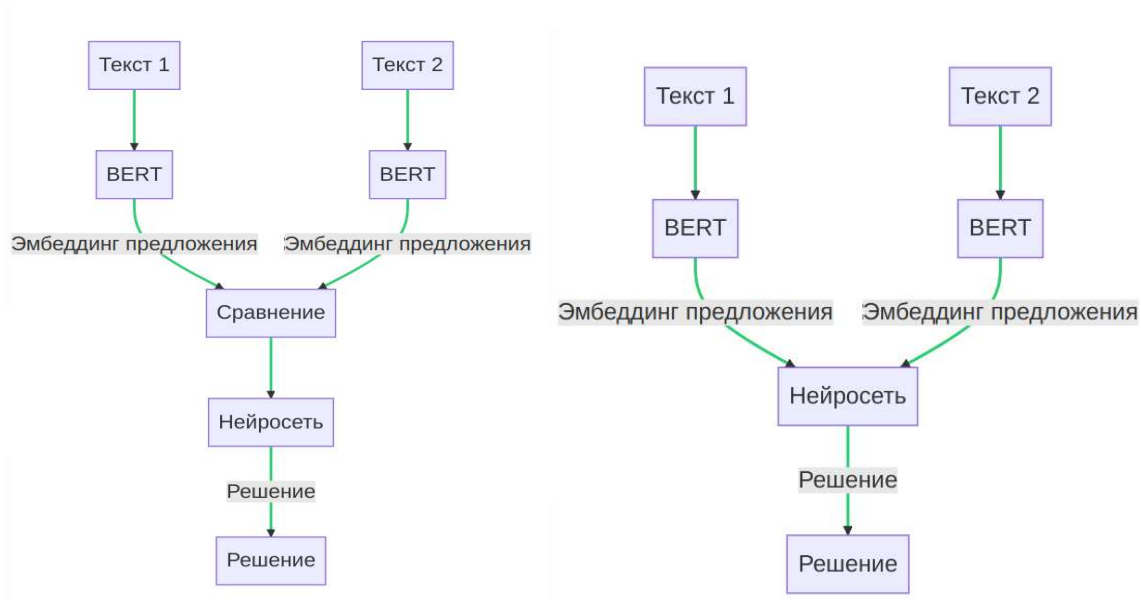 Текст 1
Текст 2
BERT
BERT
Эмбеддинг предложения
Эмбеддинг предложения
Сравнение
Нейросеть
Решение
Решение
Текст 1
Текст 2
BERT
BERT
Эмбеддинг предложения
Эмбеддинг предложения
Нейросеть
Решение
Решение